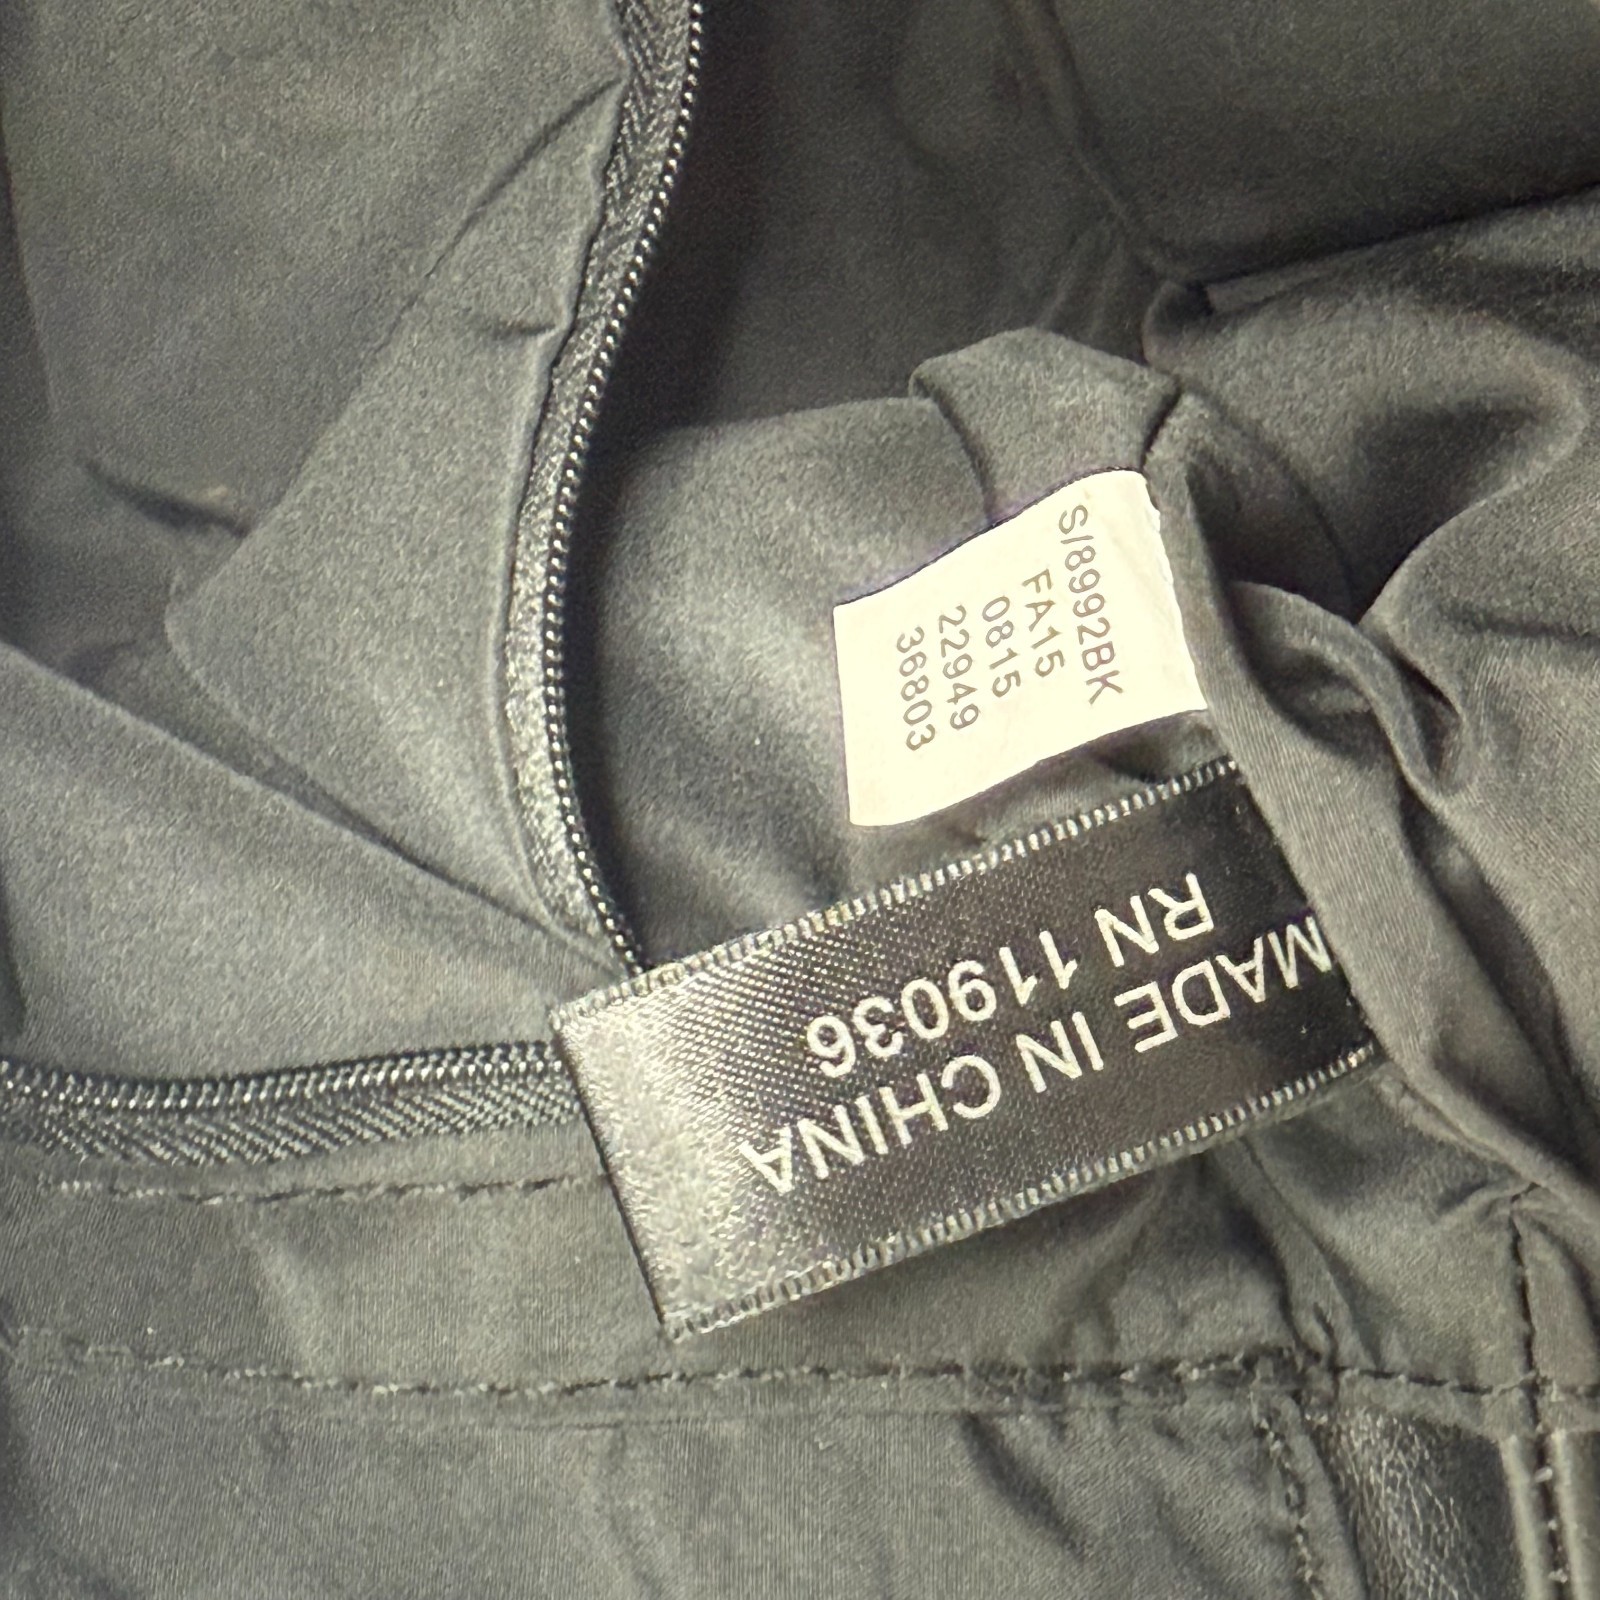 S/8992BK
FA15
0815
22949
36803
MADE IN CHINA
RN 119036